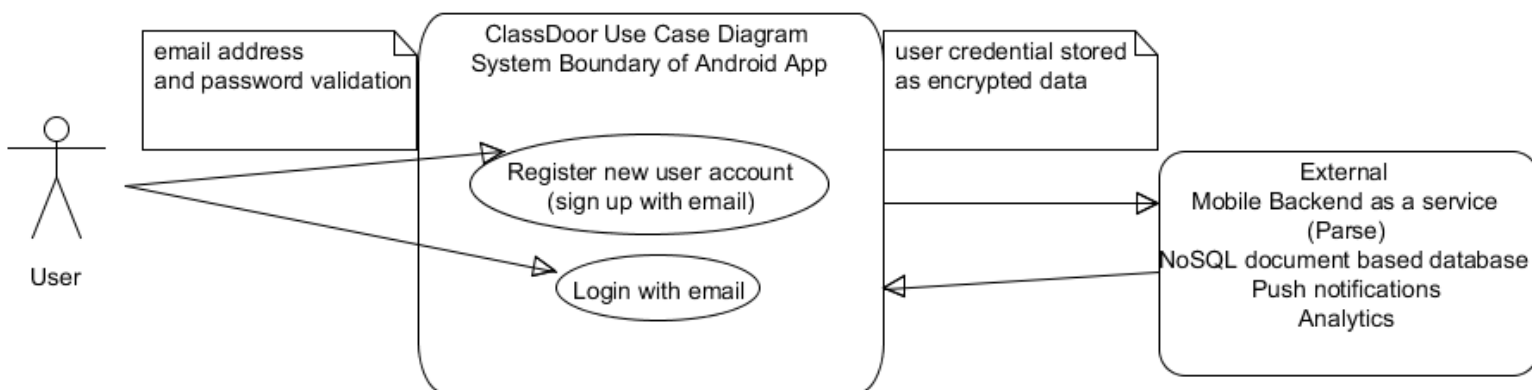 email address
and password validation
ClassDoor Use Case Diagram
System Boundary of Android App
user credential stored
as encrypted data
User
Register new user account
(sign up with email)
Login with email
External
Mobile Backend as a service
(Parse)
NoSQL document based database
Push notifications
Analytics